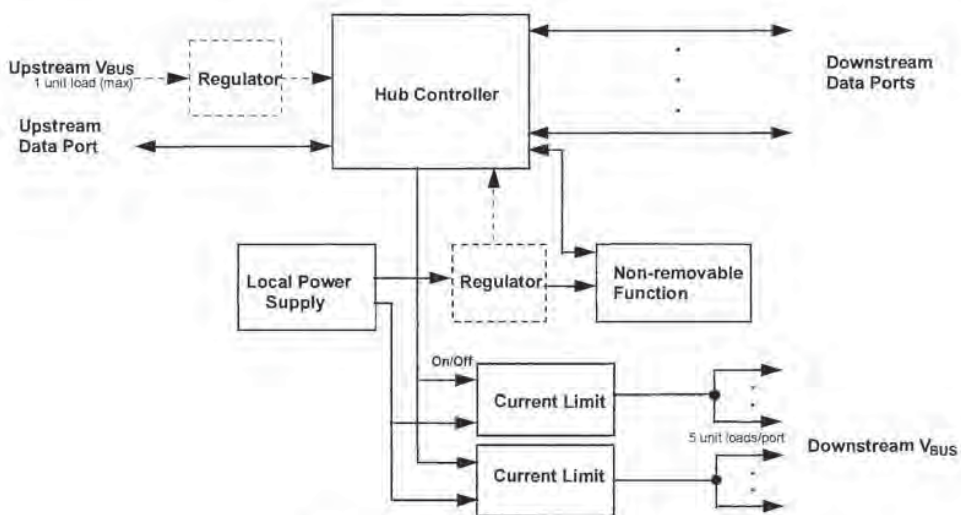 Upstream VBUS
1 unit load (max)
Regulator
Hub Controller
Downstream
Data Ports
Upstream
Data Port
Local Power
Supply
Regulator
Non-removable
Function
On/Off
Current Limit
5 unit loads/port
Downstream VBUS
Current Limit